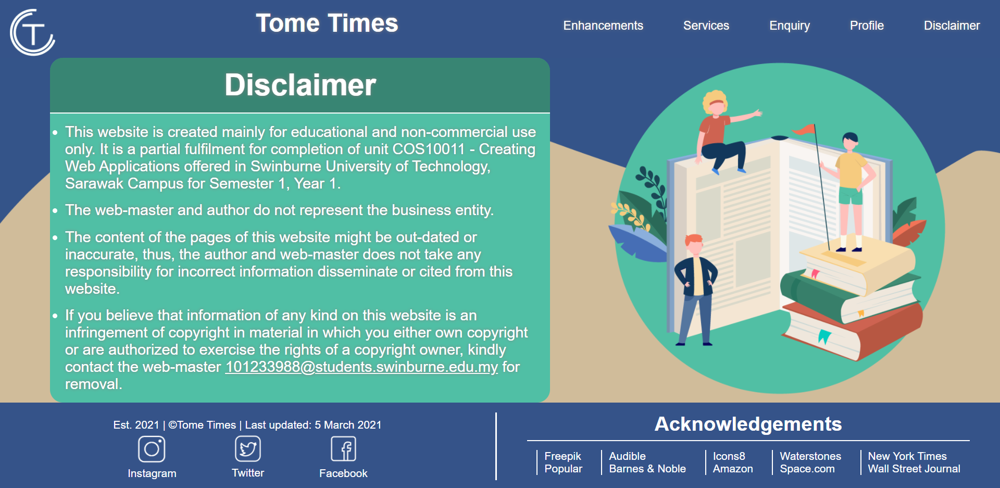 T
Tome Times
Enhancements
Services
Enquiry
Profile
Disclaimer
Disclaimer
• This website is created mainly for educational and non-commercial use
only. It is a partial fulfilment for completion of unit COS10011 - Creating
Web Applications offered in Swinburne University of Technology,
Sarawak Campus for Semester 1, Year 1.
• The web-master and author do not represent the business entity.
• The content of the pages of this website might be out-dated or
inaccurate, thus, the author and web-master does not take any
responsibility for incorrect information disseminate or cited from this
website.
• If you believe that information of any kind on this website is an
infringement of copyright in material in which you either own copyright
or are authorized to exercise the rights of a copyright owner, kindly
contact the web-master 101233988@students.swinburne.edu.my for
removal.
Est. 2021 | ©Tome Times | Last updated: 5 March 2021
Instagram
Twitter
Facebook
Acknowledgements
Freepik
Popular
Audible
Barnes & Noble
Icons8
Amazon
Waterstones
Space.com
New York Times
Wall Street Journal